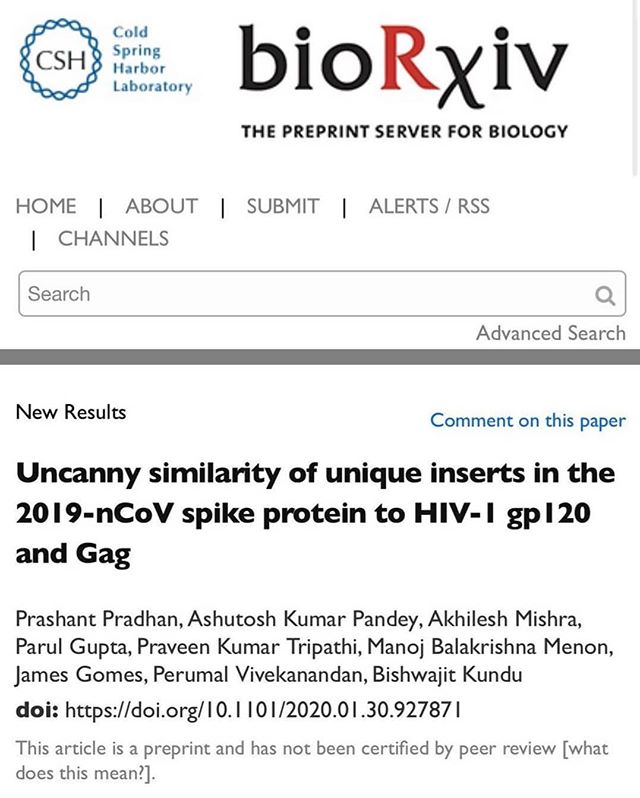 CSH
Cold
Spring
Harbor
Laboratory
bioRχiv
THE PREPRINT SERVER FOR BIOLOGY
HOME | ABOUT | SUBMIT | ALERTS / RSS
| CHANNELS
Search
Advanced Search
New Results
Comment on this paper
Uncanny similarity of unique inserts in the
2019-nCoV spike protein to HIV-1 gp120
and Gag
Prashant Pradhan, Ashutosh Kumar Pandey, Akhilesh Mishra,
Parul Gupta, Praveen Kumar Tripathi, Manoj Balakrishna Menon,
James Gomes, Perumal Vivekanandan, Bishwajit Kundu
doi: https://doi.org/10.1101/2020.01.30.927871
This article is a preprint and has not been certified by peer review [what
does this mean?].